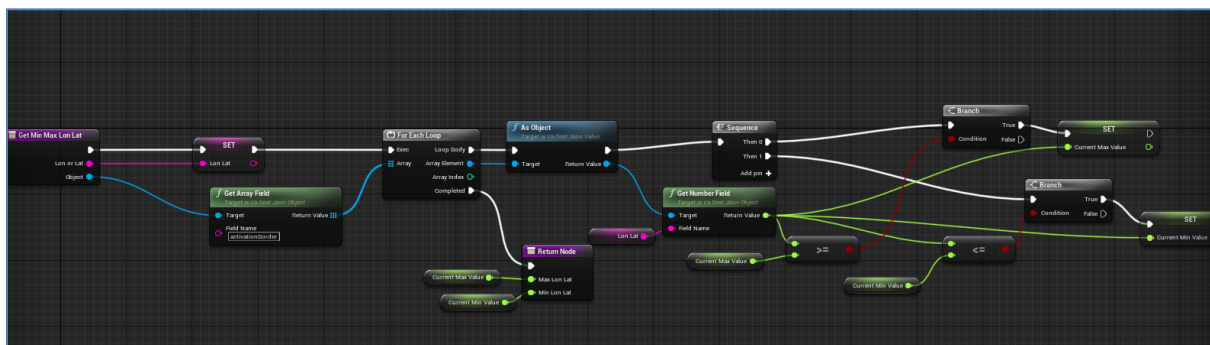 Get Min Max Lon Lat
Lon or Lat
Object
SET
Lon Lat
Get Array Field
Target is Va Rest Json Object
Target
Return Value
Field Name
activationBorder
For Each Loop
Exec
Loop Body
Array
Array Element
Array Index
Completed
As Object
Target is Va Rest Json Value
Target
Return Value
Return Node
Max Lon Lat
Min Lon Lat
Current Max Value
Current Min Value
Sequence
Then 0
Then 1
Add pin +
Get Number Field
Target is Va Rest Json Object
Target
Return Value
Field Name
Lon Lat
Current Max Value
>=
Current Min Value
<=
Branch
True
Condition
False
SET
Current Max Value
Branch
True
Condition
False
SET
Current Min Value